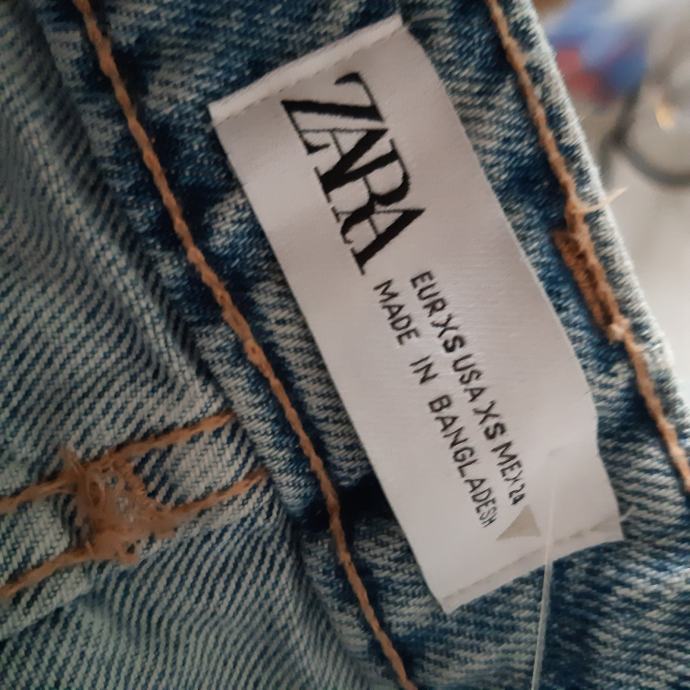 ZARA
EUR XS USA XS MEX 24
MADE IN BANGLADESH